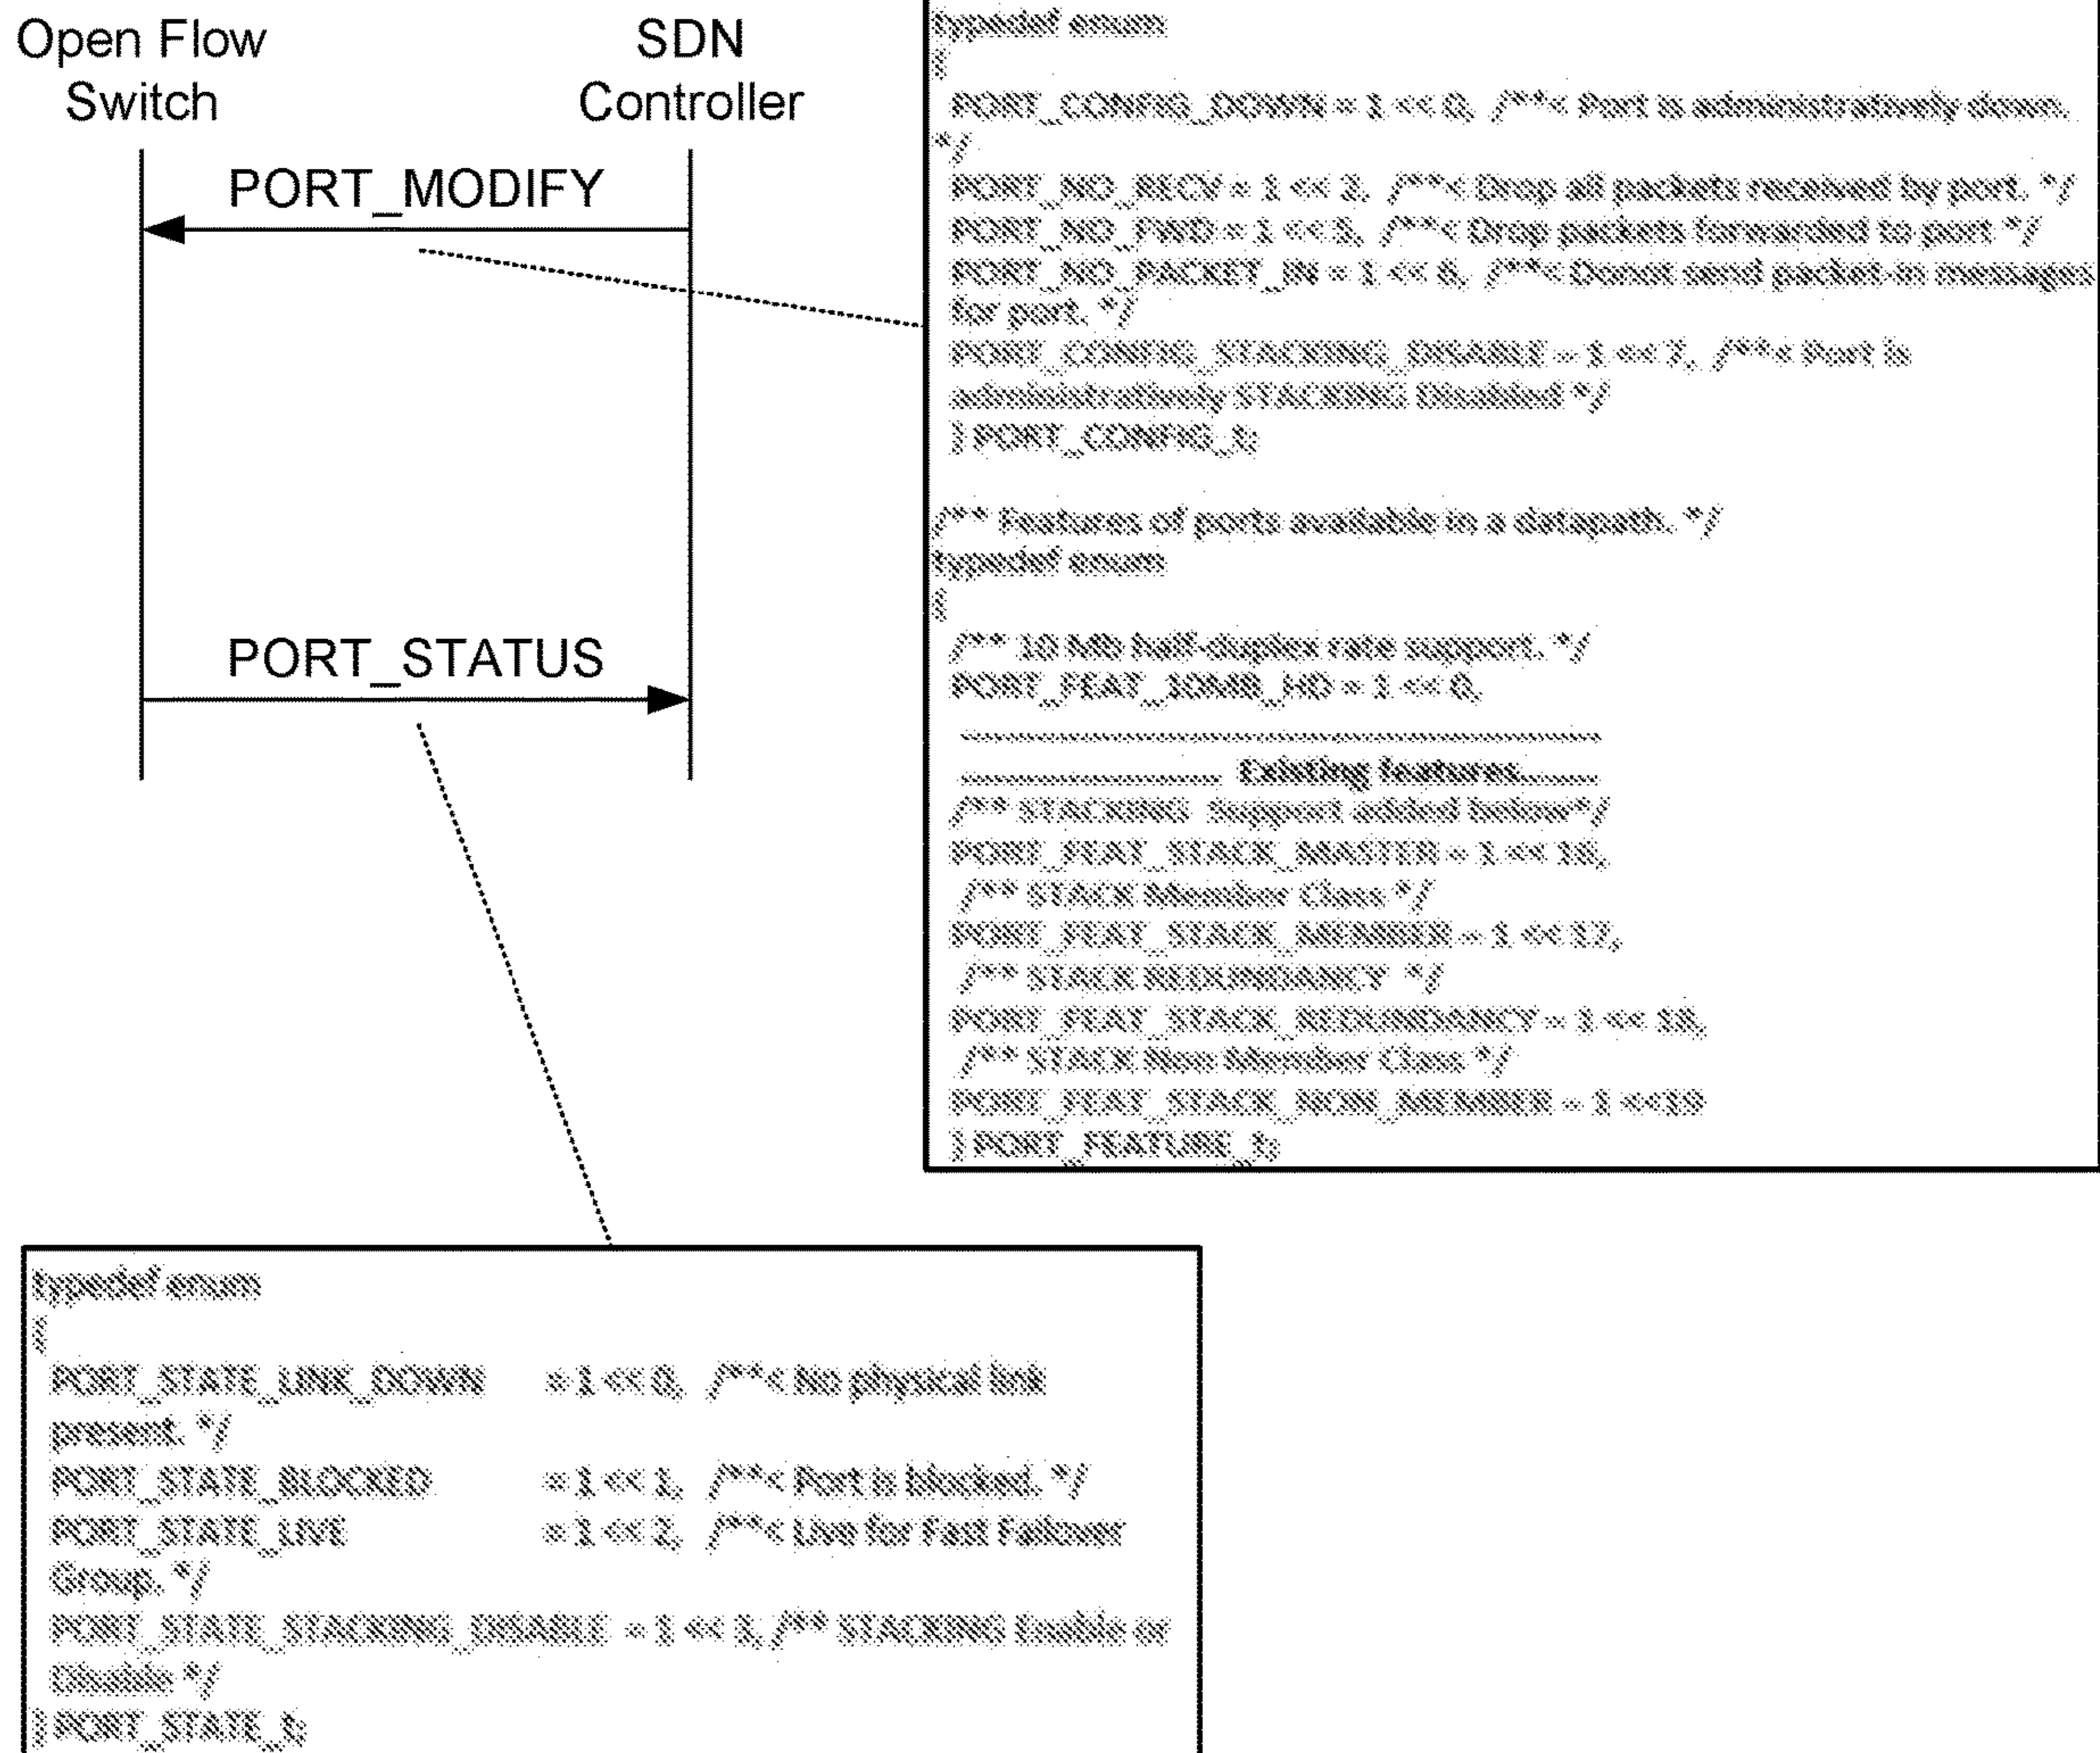 Open Flow
Switch
SDN
Controller
PORT_MODIFY
PORT_STATUS
typedef enum
{
PORT_CONFIG_DOWN = 1 << 0, /**< Port is administratively down.
*/
PORT_NO_RECV = 1 << 2, /**< Drop all packets received by port. */
PORT_NO_FWD = 1 << 5, /**< Drop packets forwarded to port */
PORT_NO_PACKET_IN = 1 << 6, /**< Donot send packet-in messages
for port. */
PORT_CONFIG_STACKING_DISABLE = 1 << 7, /**< Port is
administratively STACKING Disabled */
} PORT_CONFIG_t;
/** Features of ports available in a datapath. */
typedef enum
{
/** 10 Mb half-duplex rate support. */
PORT_FEAT_10MB_HD = 1 << 0,
Existing features
/** STACKING Support added below*/
PORT_FEAT_STACK_MASTER = 1 << 16,
/** STACK Member Class */
PORT_FEAT_STACK_MEMBER = 1 << 17,
/** STACK REDUNDANCY */
PORT_FEAT_STACK_REDUNDANCY = 1 << 18,
/** STACK Non Member Class */
PORT_FEAT_STACK_NON_MEMBER = 1 <<19
} PORT_FEATURE_t;
typedef enum
{
PORT_STATE_LINK_DOWN = 1 << 0, /**< No physical link
present. */
PORT_STATE_BLOCKED = 1 << 1, /**< Port is blocked. */
PORT_STATE_LIVE = 1 << 2, /**< Live for Fast Failover
Group. */
PORT_STATE_STACKING_DISABLE = 1 << 3, /** STACKING Enable or
Disable */
} PORT_STATE_t;